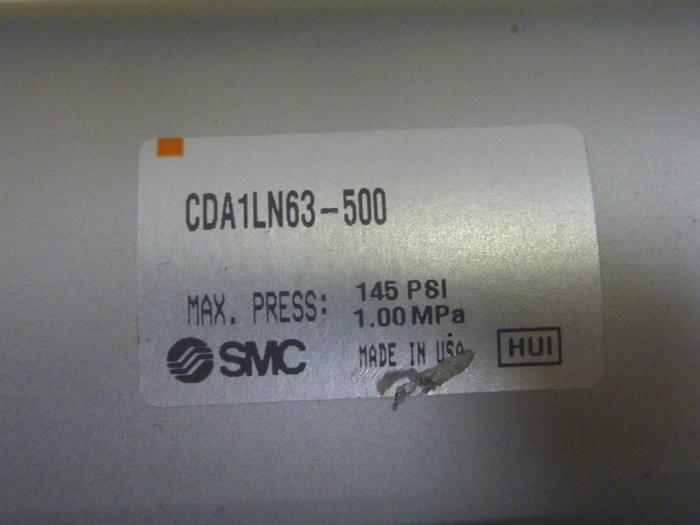 CDA1LN63-500
MAX. PRESS: 145 PSI
1.00 MPa
SMC
MADE IN USA
HUI